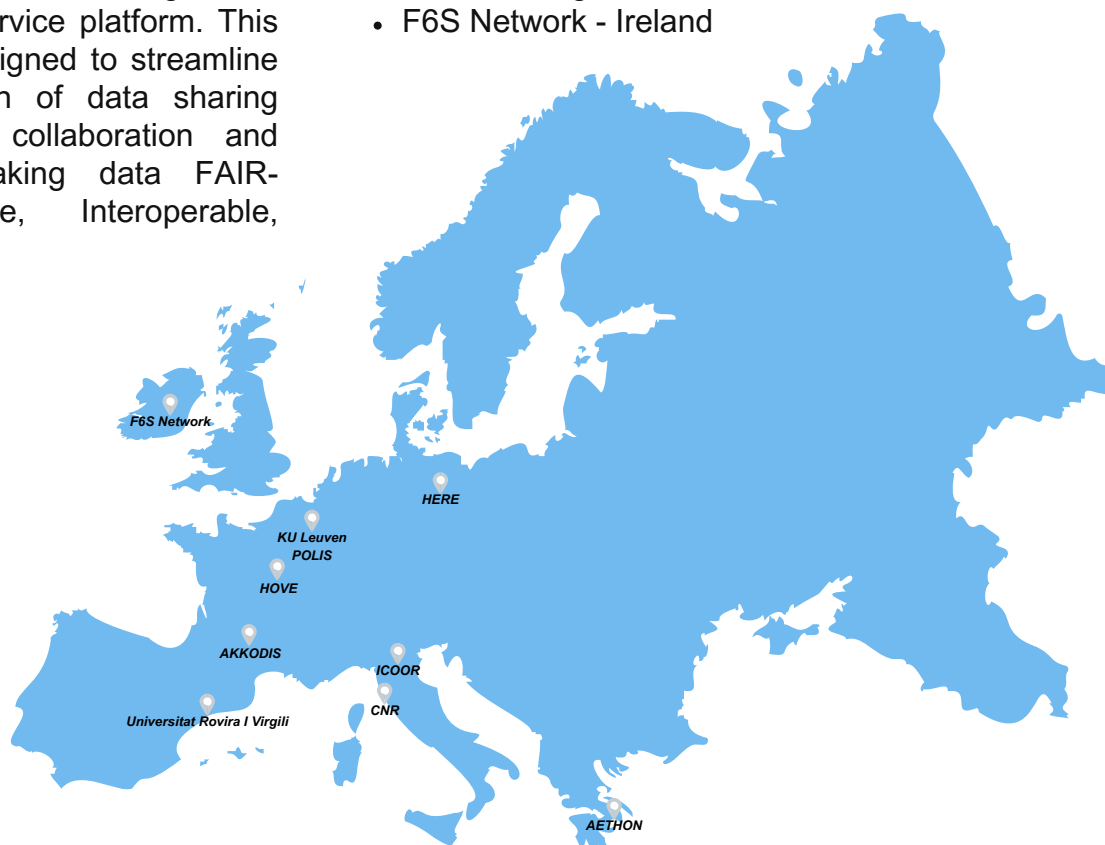 rvice platform. This
igned to streamline
n of data sharing
collaboration and
aking data FAIR-
e, Interoperable,
• F6S Network - Ireland
F6S Network
HERE
KU Leuven
POLIS
HOVE
AKKODIS
ICOOR
CNR
Universitat Rovira I Virgili
AETHON